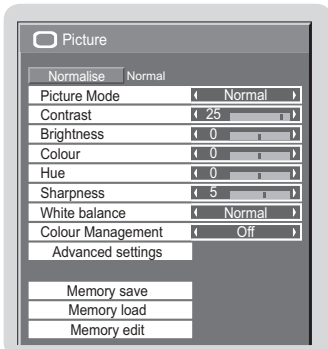 Picture
Normalise Normal
Picture Mode Normal
Contrast 25
Brightness 0
Colour 0
Hue 0
Sharpness 5
White balance Normal
Colour Management Off
Advanced settings
Memory save
Memory load
Memory edit